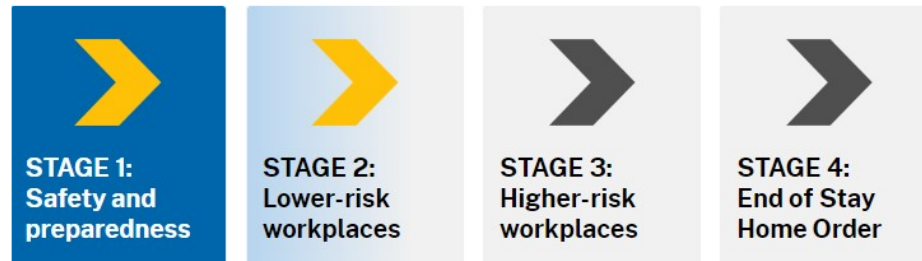 STAGE 1:
Safety and
preparedness
STAGE 2:
Lower-risk
workplaces
STAGE 3:
Higher-risk
workplaces
STAGE 4:
End of Stay
Home Order